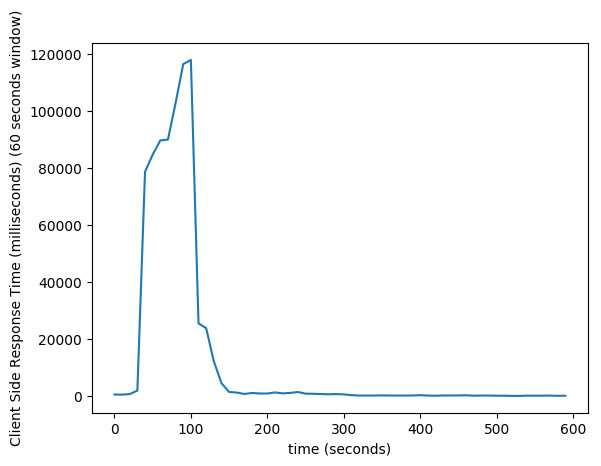 Client Side Response Time (milliseconds) (60 seconds window)
120000
100000
80000
60000
40000
20000
0
0 100 200 300 400 500 600
time (seconds)